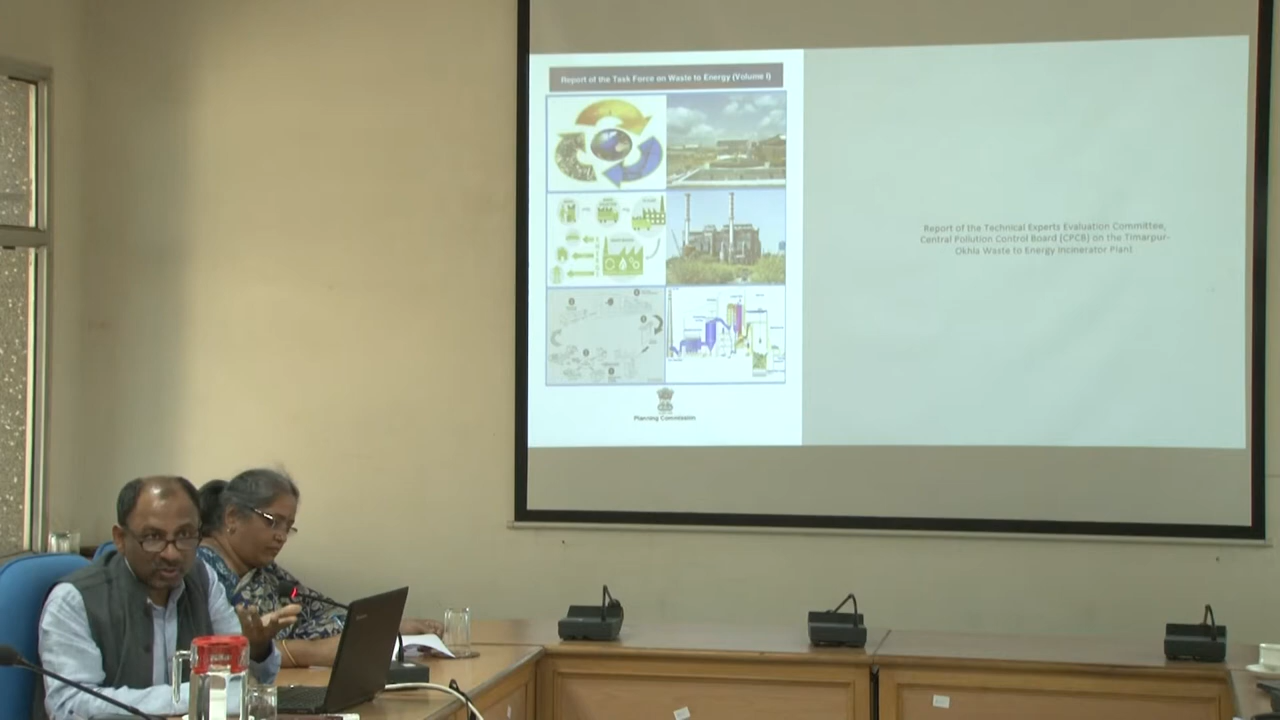 Report of the Task Force on Waste to Energy (Volume I)
Planning Commission
Report of the Technical Experts Evaluation Committee,
Central Pollution Control Board (CPCB) on the Timarpur-
Okhla Waste to Energy Incinerator Plant